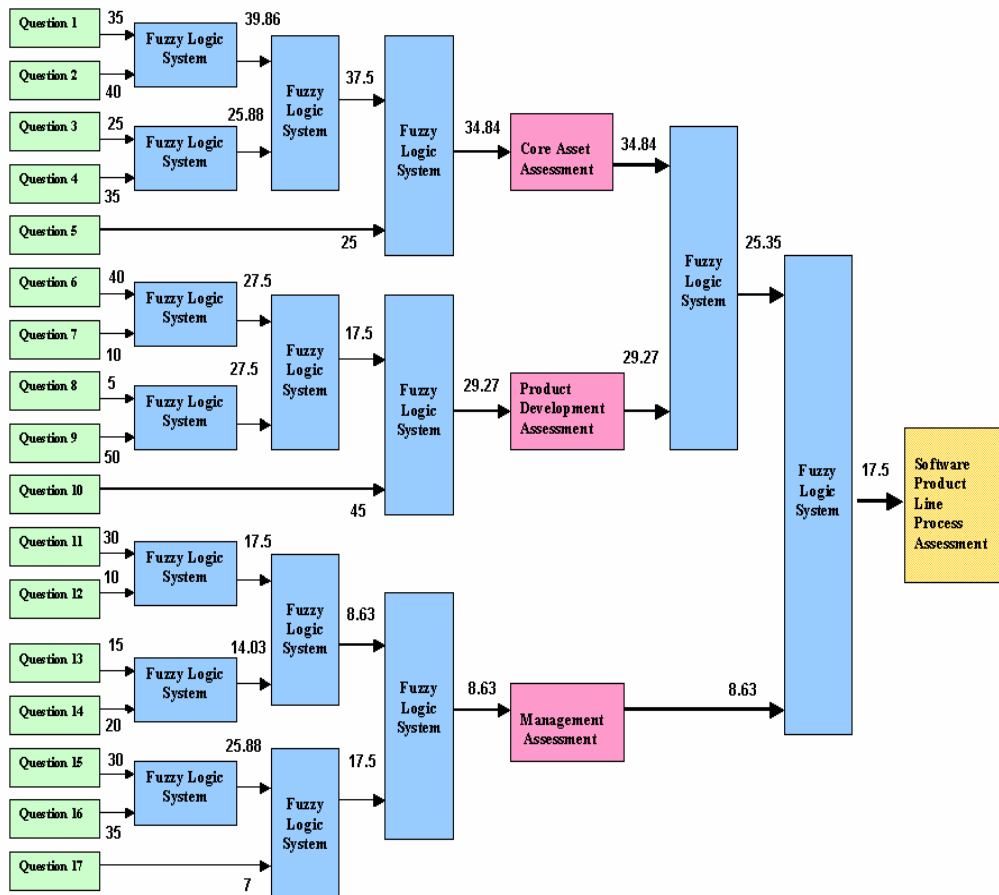 Question 1
35
39.86
Fuzzy Logic
System
Question 2
40
37.5
Fuzzy
Logic
System
Question 3
25
25.88
Fuzzy Logic
System
Question 4
35
Fuzzy
Logic
System
34.84
Core Asset
Assessment
34.84
Question 5
25
Fuzzy
Logic
System
25.35
Question 6
40
27.5
Fuzzy Logic
System
Question 7
10
17.5
Fuzzy
Logic
System
Question 8
5
27.5
Fuzzy Logic
System
Question 9
50
Fuzzy
Logic
System
29.27
Product
Development
Assessment
29.27
Question 10
45
Fuzzy
Logic
System
17.5
Software
Product
Line
Process
Assessment
Question 11
30
17.5
Fuzzy Logic
System
Question 12
10
Fuzzy
Logic
System
8.63
Question 13
15
14.03
Fuzzy Logic
System
Question 14
20
Fuzzy
Logic
System
8.63
Management
Assessment
8.63
Question 15
30
25.88
Fuzzy Logic
System
17.5
Question 16
35
Fuzzy
Logic
System
Question 17
7